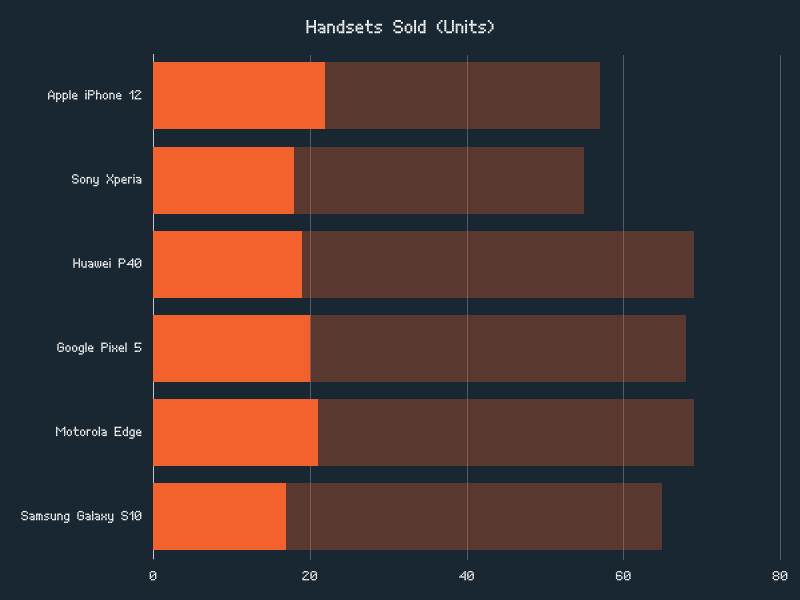 Handsets Sold (Units)
Apple iPhone 12
Sony Xperia
Huawei P40
Google Pixel 5
Motorola Edge
Samsung Galaxy S10
0 20 40 60 80